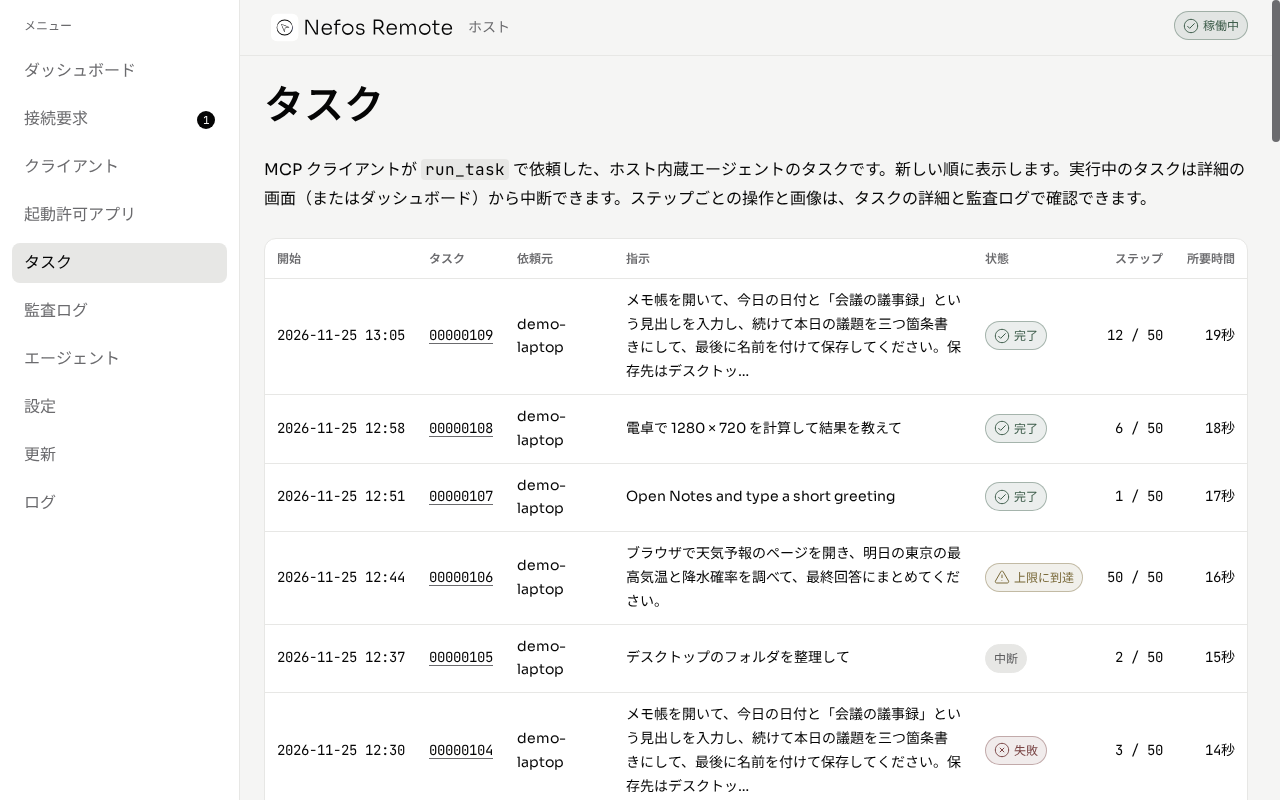 メニュー
ダッシュボード
接続要求 1
クライアント
起動許可アプリ
タスク
監査ログ
エージェント
設定
更新
ログ
Nefos Remote ホスト
稼働中
タスク
MCP クライアントが run_task で依頼した、ホスト内蔵エージェントのタスクです。新しい順に表示します。実行中のタスクは詳細の
画面（またはダッシュボード）から中断できます。ステップごとの操作と画像は、タスクの詳細と監査ログで確認できます。
開始 タスク 依頼元 指示 状態 ステップ 所要時間
メモ帳を開いて、今日の日付と「会議の議事録」とい
う見出しを入力し、続けて本日の議題を三つ箇条書
きにして、最後に名前を付けて保存してください。保
存先はデスクトッ...
2026-11-25 13:05 00000109 demo-
laptop
完了 12 / 50 19秒
2026-11-25 12:58 00000108 demo-
laptop
電卓で 1280 × 720 を計算して結果を教えて
完了 6 / 50 18秒
2026-11-25 12:51 00000107 demo-
laptop
Open Notes and type a short greeting
完了 1 / 50 17秒
2026-11-25 12:44 00000106 demo-
laptop
ブラウザで天気予報のページを開き、明日の東京の最
高気温と降水確率を調べて、最終回答にまとめてくだ
さい。
上限に到達 50 / 50 16秒
2026-11-25 12:37 00000105 demo-
laptop
デスクトップのフォルダを整理して
中断 2 / 50 15秒
2026-11-25 12:30 00000104 demo-
laptop
メモ帳を開いて、今日の日付と「会議の議事録」とい
う見出しを入力し、続けて本日の議題を三つ箇条書
きにして、最後に名前を付けて保存してください。保
存先はデスクトッ...
失敗 3 / 50 14秒